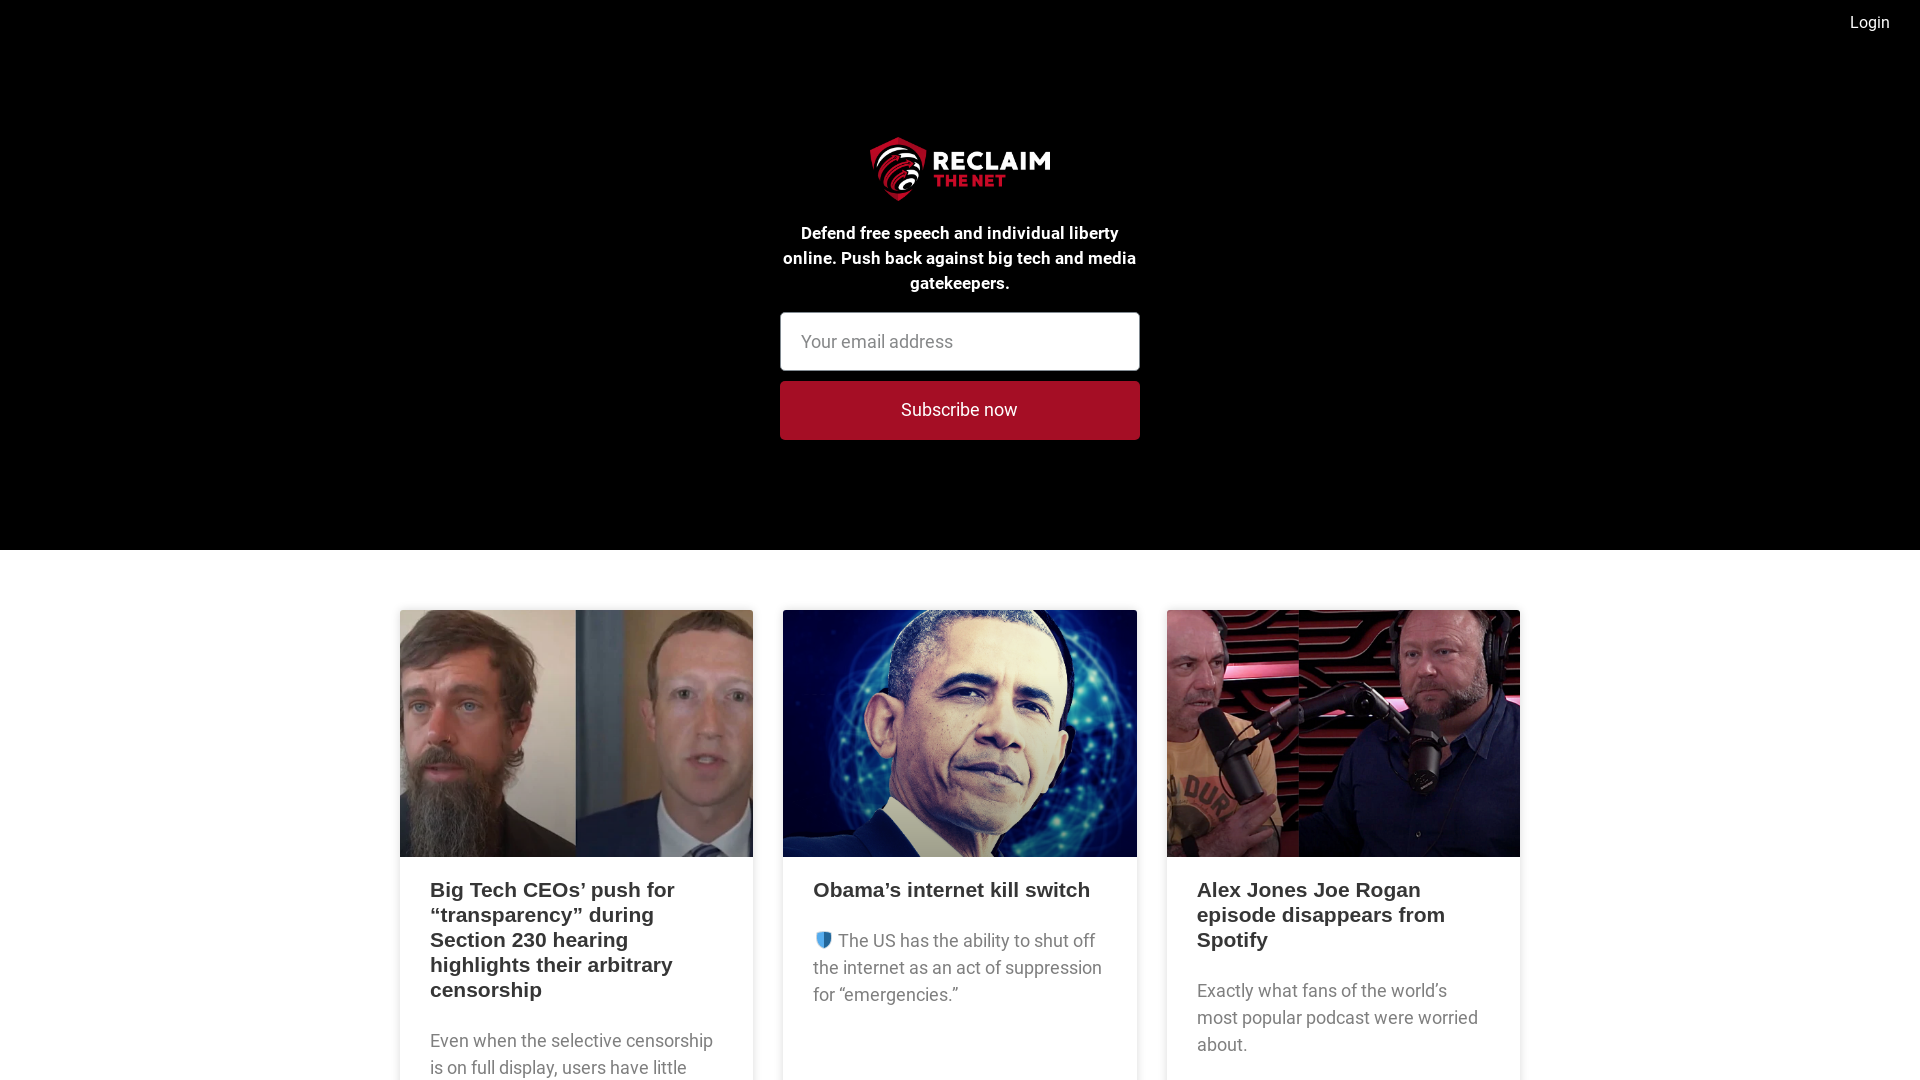 Login
RECLAIM
THE NET
Defend free speech and individual liberty
online. Push back against big tech and media
gatekeepers.
Your email address
Subscribe now
Big Tech CEOs’ push for
“transparency” during
Section 230 hearing
highlights their arbitrary
censorship
Even when the selective censorship
is on full display, users have little
Obama’s internet kill switch
The US has the ability to shut off
the internet as an act of suppression
for “emergencies.”
Alex Jones Joe Rogan
episode disappears from
Spotify
Exactly what fans of the world’s
most popular podcast were worried
about.